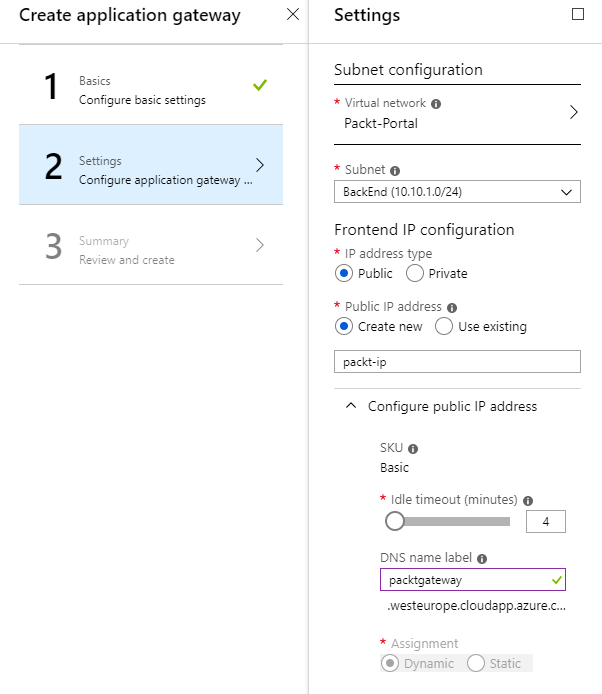 Create application gateway
1
Basics
Configure basic settings
2
Settings
Configure application gateway ...
3
Summary
Review and create
Settings
Subnet configuration
* Virtual network
Packt-Portal
* Subnet
BackEnd (10.10.1.0/24)
Frontend IP configuration
* IP address type
Public Private
* Public IP address
Create new Use existing
packt-ip
Configure public IP address
SKU
Basic
* Idle timeout (minutes)
4
DNS name label
packtgateway
.westeurope.cloudapp.azure.c...
* Assignment
Dynamic Static